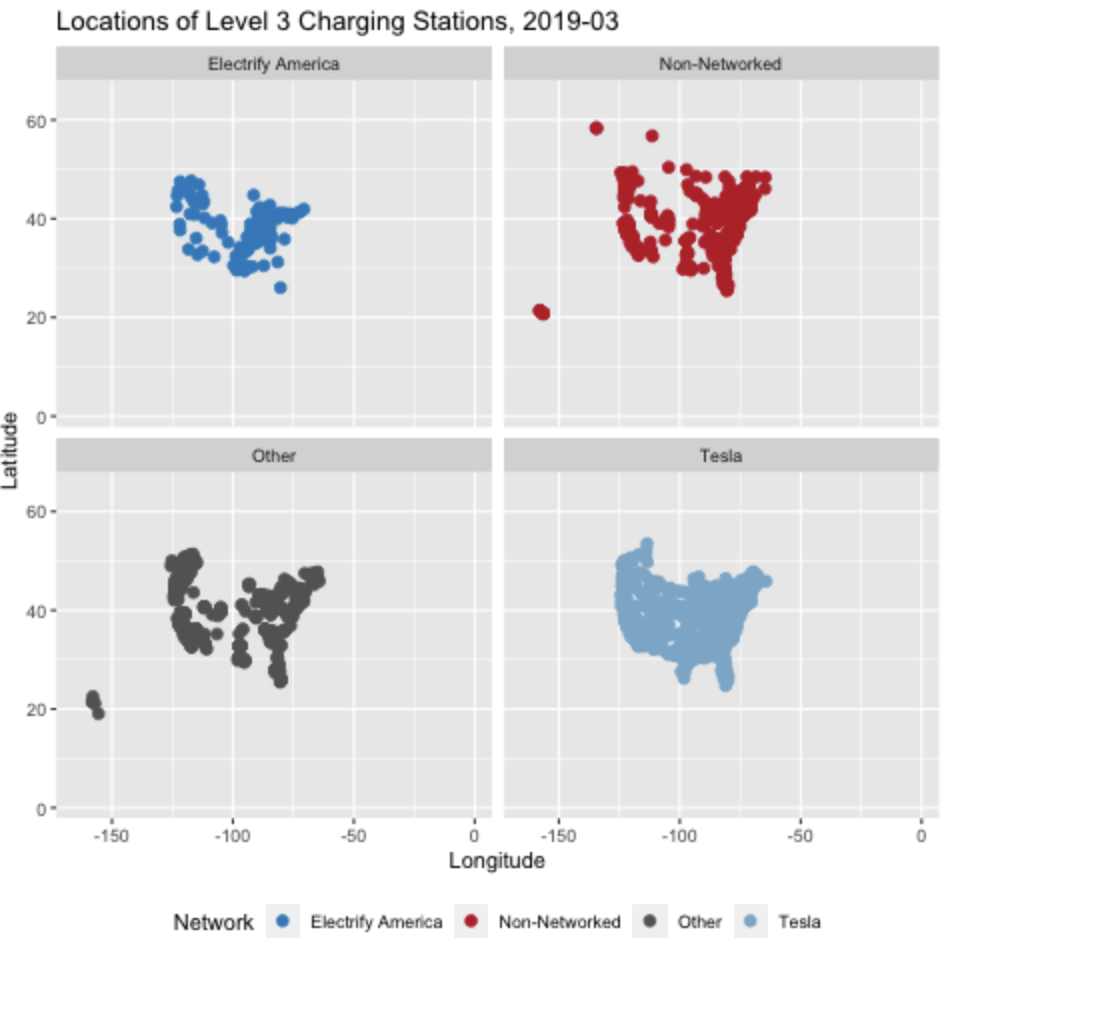 Locations of Level 3 Charging Stations, 2019-03
Electrify America
Non-Networked
60
40
20
0
Latitude
Other
Tesla
60
40
20
0
-150 -100 -50 0 -150 -100 -50 0
Longitude
Network Electrify America Non-Networked Other Tesla